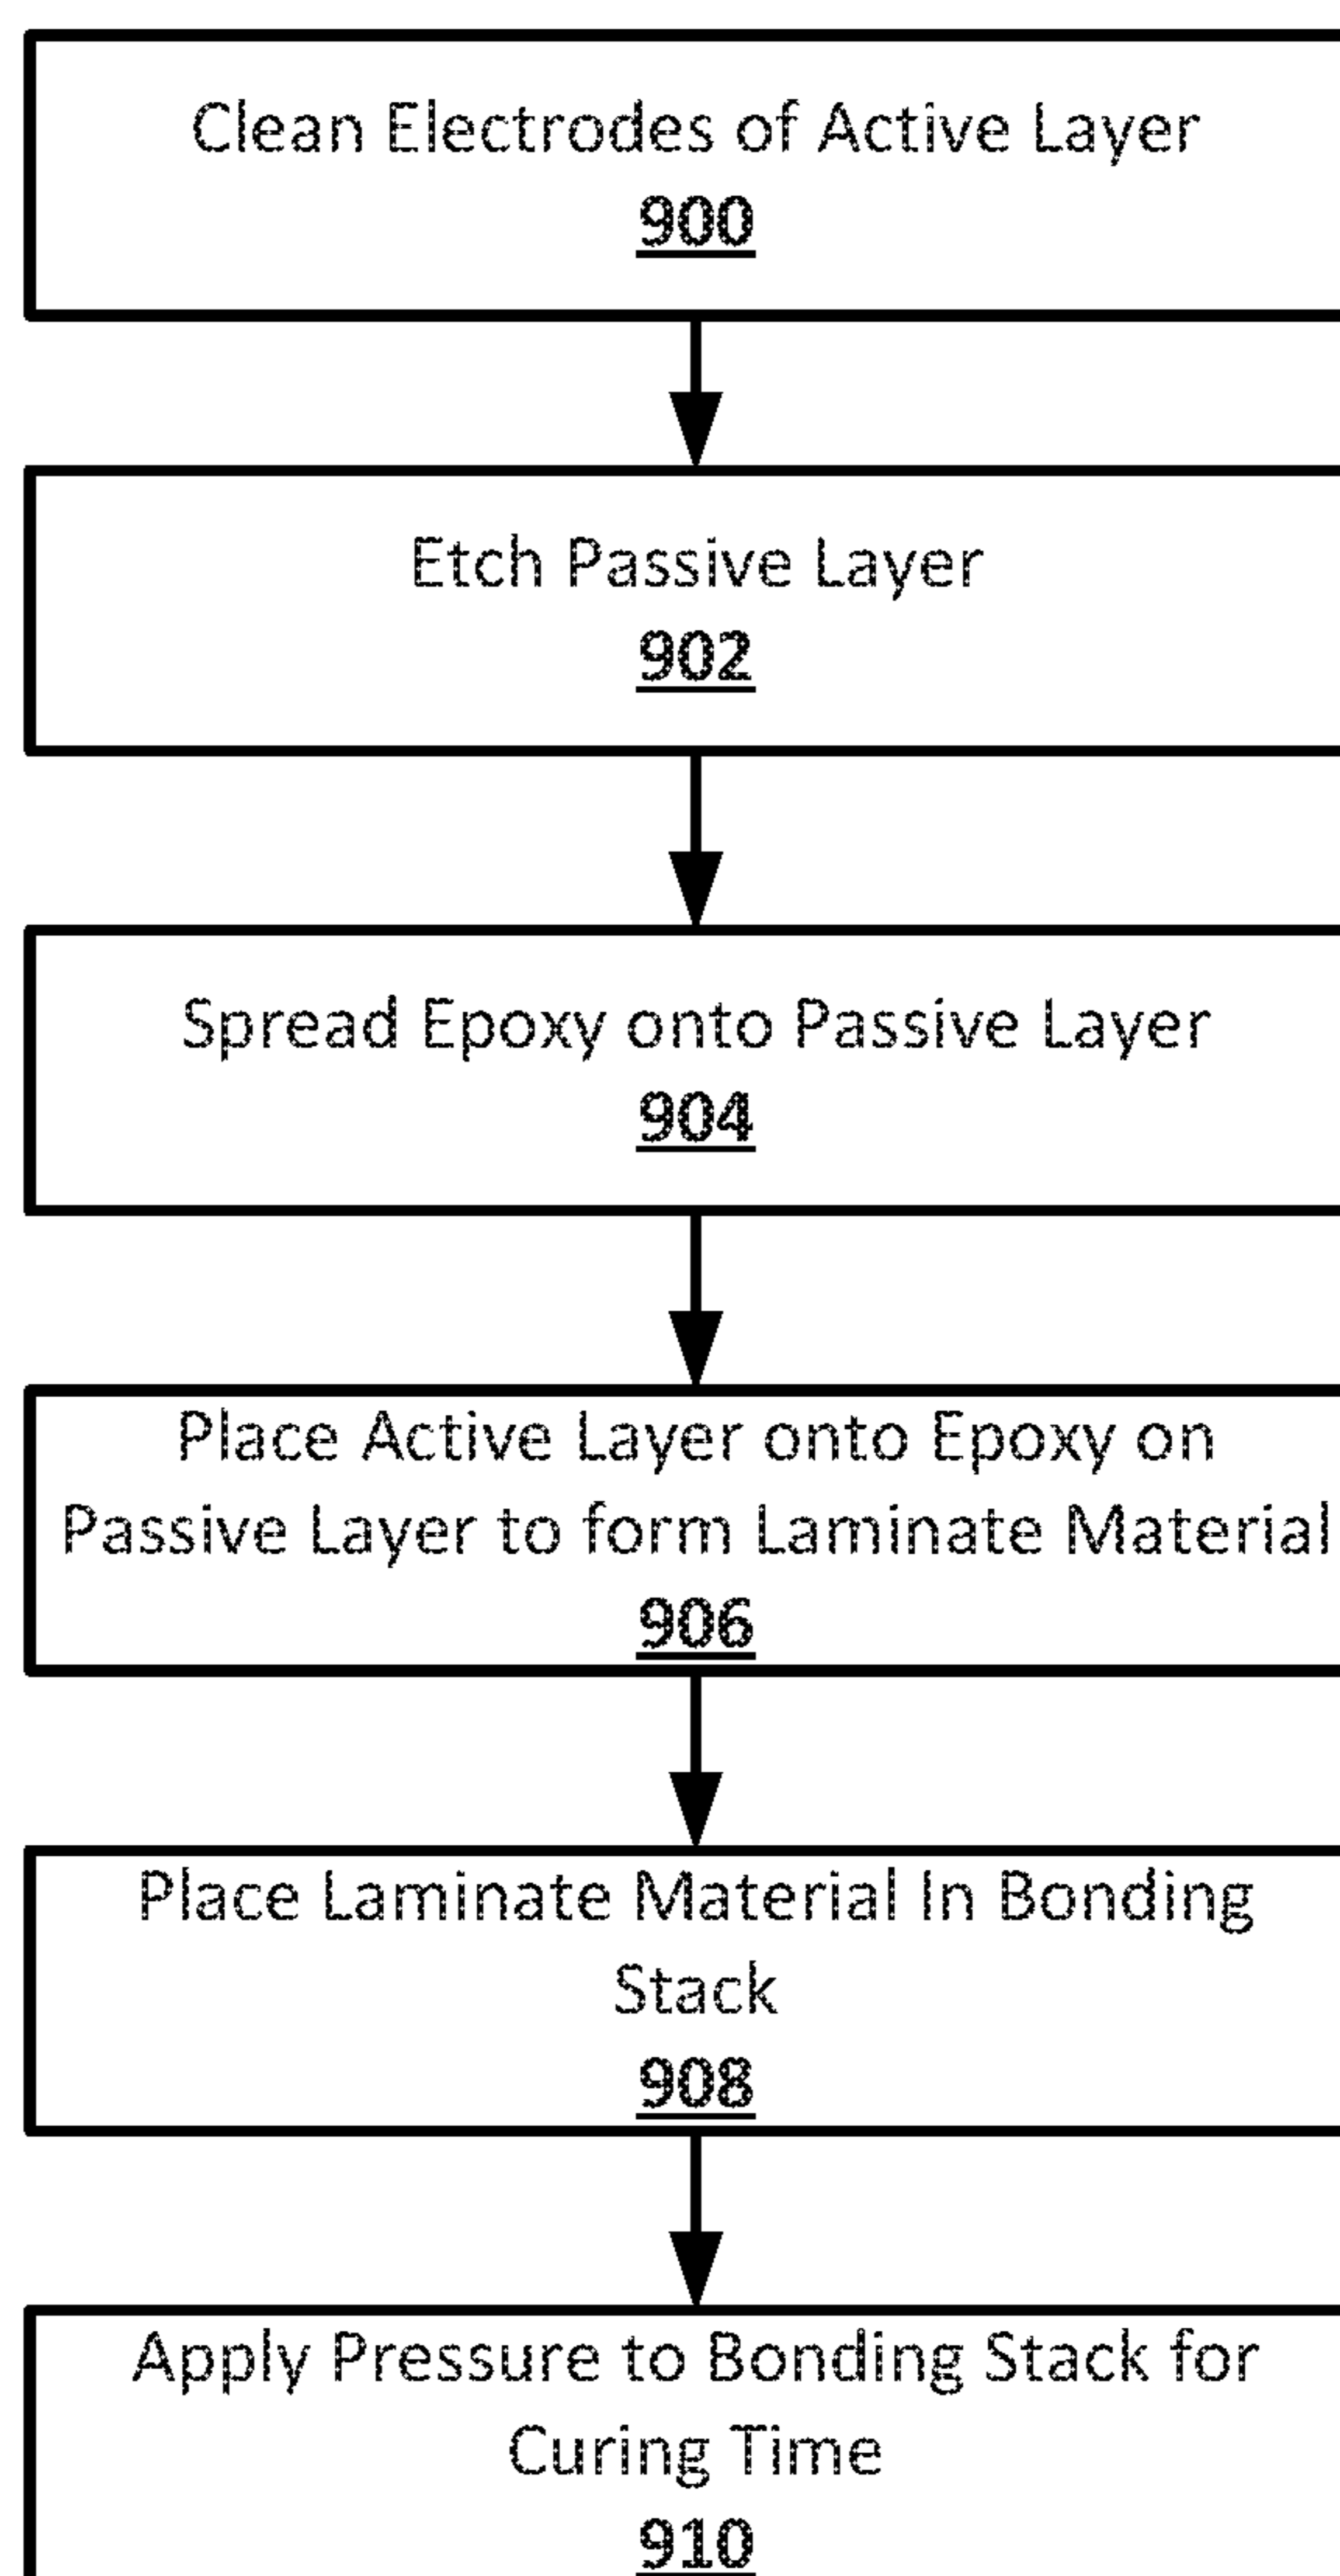 Clean Electrodes of Active Layer
900
Etch Passive Layer
902
Spread Epoxy onto Passive Layer
904
Place Active Layer onto Epoxy on
Passive Layer to form Laminate Material
906
Place Laminate Material In Bonding
Stack
908
Apply Pressure to Bonding Stack for
Curing Time
910